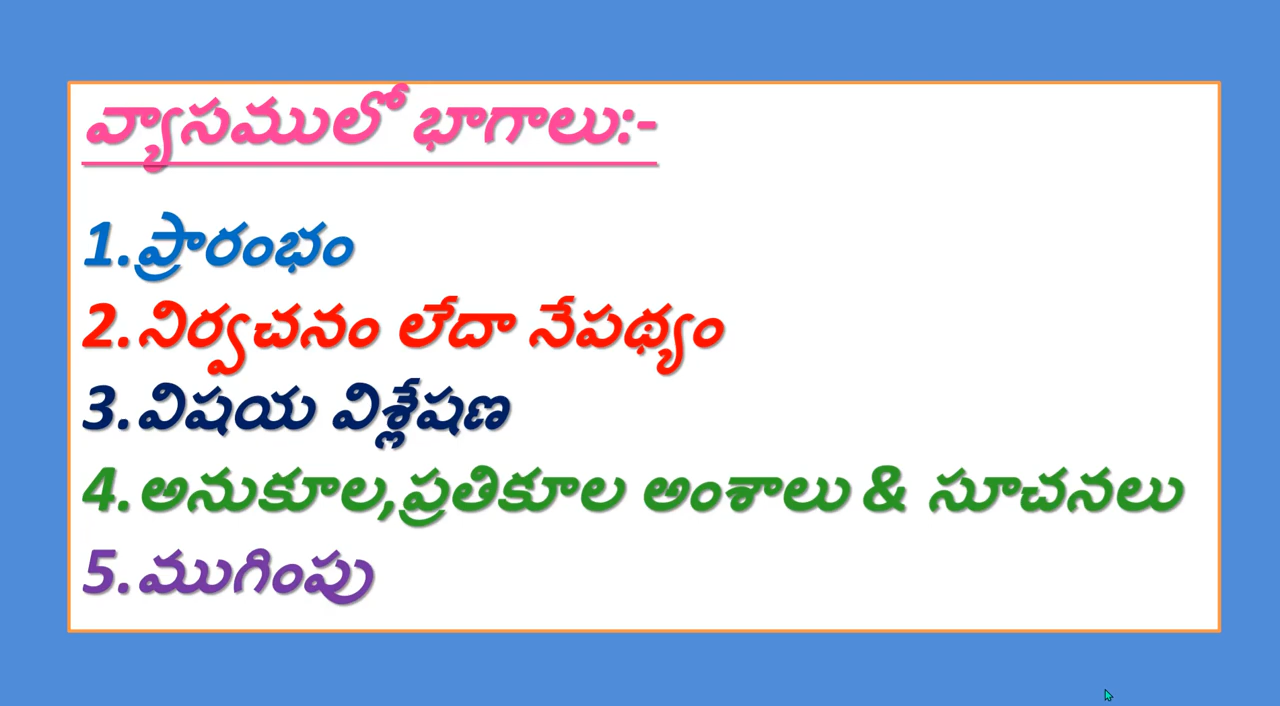 వ్యాసములో భాగాలు:-
1.ప్రారంభం
2.నిర్వచనం లేదా నేపథ్యం
3.విషయ విశ్లేషణ
4.అనుకూల,ప్రతికూల అంశాలు & సూచనలు
5.ముగింపు